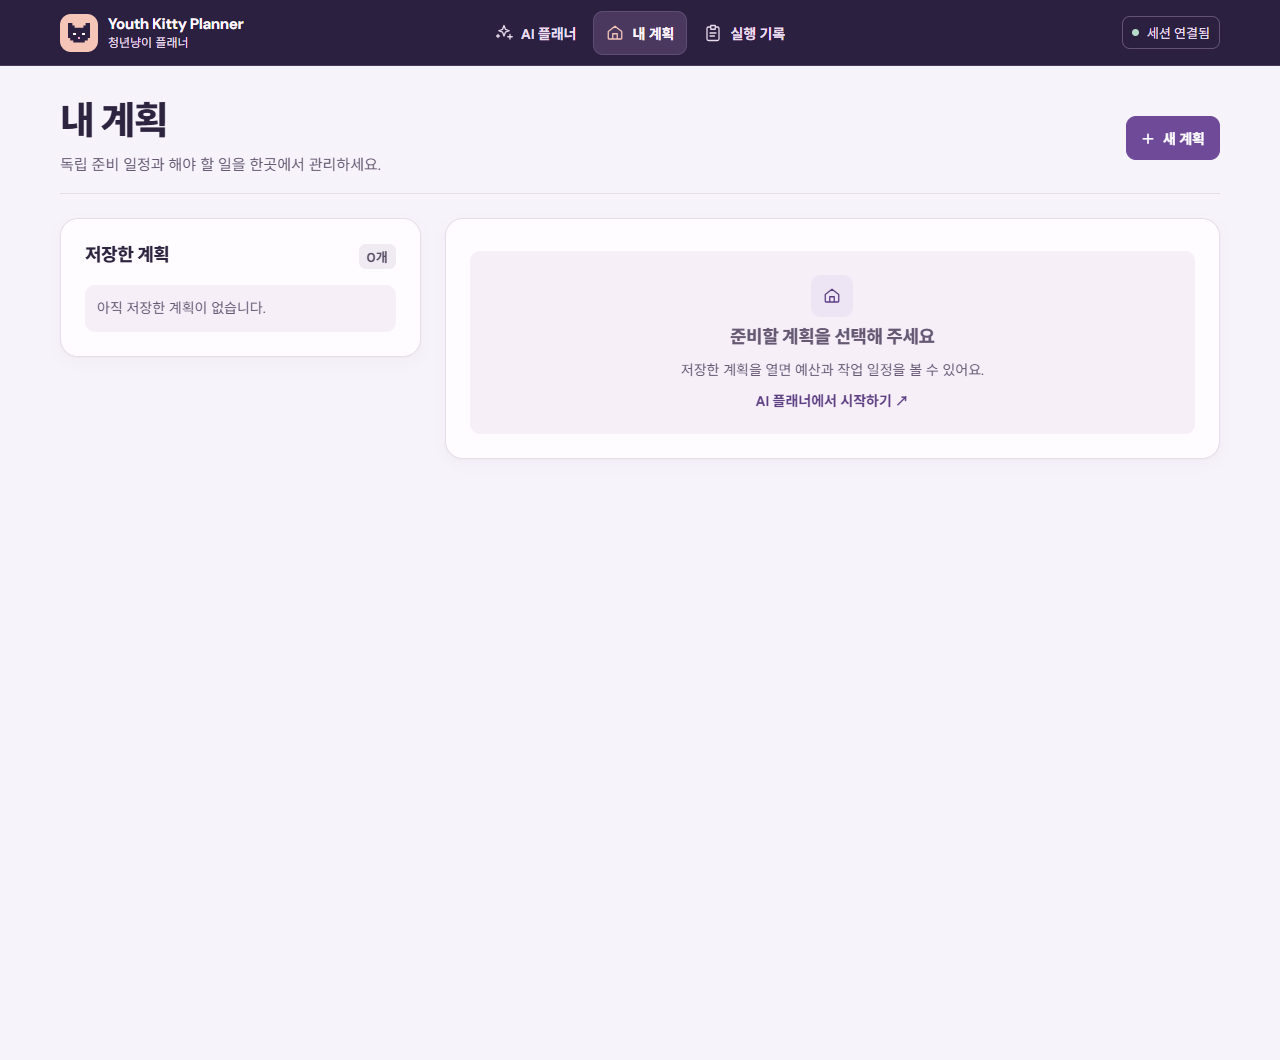 Youth Kitty Planner
청년냥이 플래너
AI 플래너
내 계획
실행 기록
세션 연결됨
내 계획
독립 준비 일정과 해야 할 일을 한곳에서 관리하세요.
+ 새 계획
저장한 계획
0개
아직 저장한 계획이 없습니다.
준비할 계획을 선택해 주세요
저장한 계획을 열면 예산과 작업 일정을 볼 수 있어요.
AI 플래너에서 시작하기 ↗